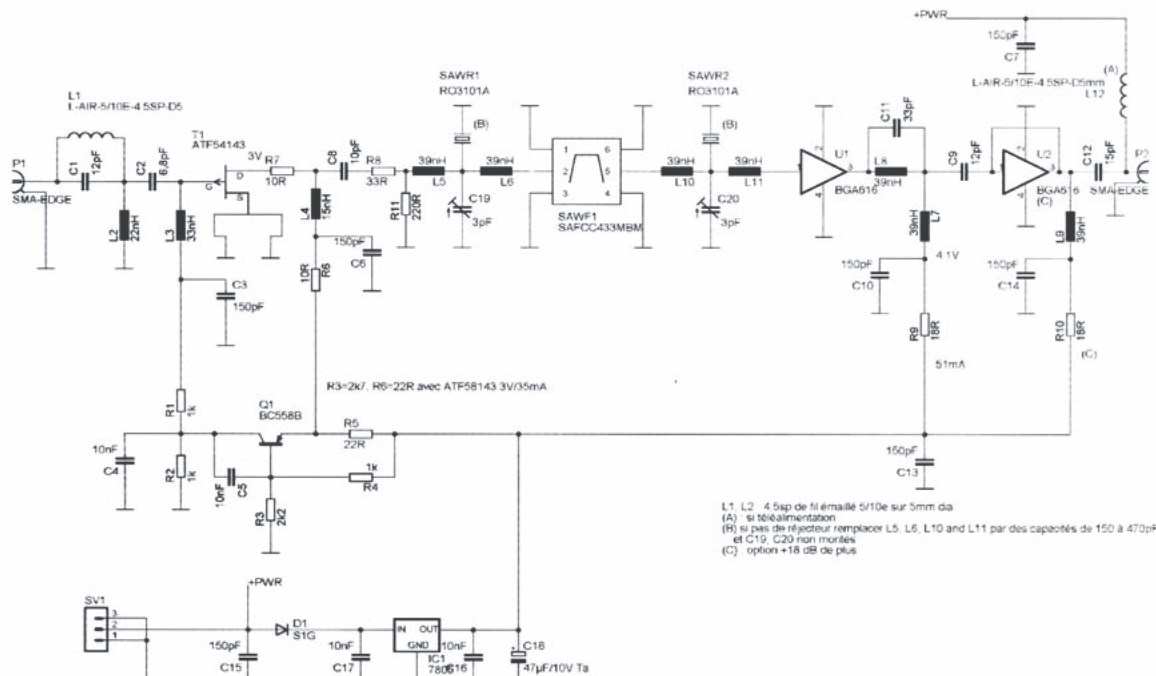 +PWR
150pF
C7
L-AIR-5/10E-4.5SP-D5mm
(A)
L12
SAWR1
RO3101A
(B)
SAWR2
RO3101A
(B)
L1
L-AIR-5/10E-4.5SP-D5
P1
SMA-EDGE
C1
12pF
C2
6,8pF
L2
22nH
L3
33nH
T1
ATF54143
G
D
S
3V
R7
10R
L4
15nH
C8
10pF
R8
33R
R11
220R
39nH
L5
39nH
L6
C19
3pF
1
2
3
6
5
4
SAWF1
SAFCC433MBM
39nH
L10
39nH
L11
C20
3pF
1
2
3
4
U1
BGA616
C11
33pF
L8
39nH
C9
12pF
1
2
3
4
U2
BGA616
(C)
C12
15pF
SMA-EDGE
L7
39nH
4.1V
150pF
C10
R9
18R
51mA
L9
39nH
150pF
C14
R10
18R
(C)
C3
150pF
150pF
C6
10R
R6
R3=2k7, R6=22R avec ATF58143 3V/35mA
R1
1k
Q1
BC558B
R5
22R
10nF
C4
R2
1k
10nF
C5
1k
R4
R3
2k2
150pF
C13
L1, L2 : 4,5sp de fil émaillé 5/10e sur 5mm dia
(A) si téléalimentation
(B) si pas de réjecteur remplacer L5, L6, L10 and L11 par des capacités de 150 à 470pF
et C19, C20 non montés
(C) option +18 dB de plus
+PWR
SV1
3
2
1
150pF
C15
D1
S1G
10nF
C17
IN
OUT
GND
IC1
10nF
C16
C18
47µF/10V Ta